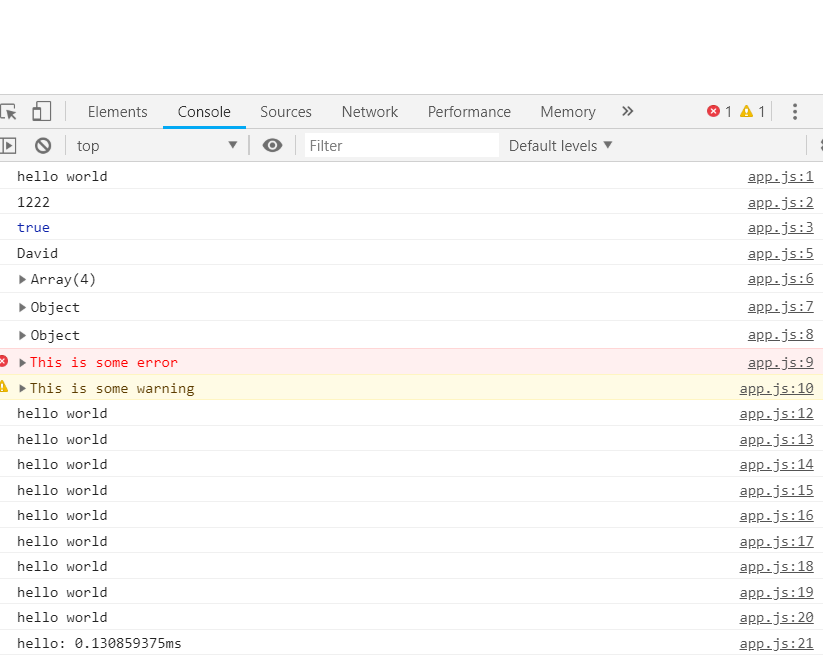 Elements Console Sources Network Performance Memory » 1 1
top Filter Default levels
hello world app.js:1
1222 app.js:2
true app.js:3
David app.js:5
Array(4) app.js:6
Object app.js:7
Object app.js:8
This is some error app.js:9
This is some warning app.js:10
hello world app.js:12
hello world app.js:13
hello world app.js:14
hello world app.js:15
hello world app.js:16
hello world app.js:17
hello world app.js:18
hello world app.js:19
hello world app.js:20
hello: 0.130859375ms app.js:21